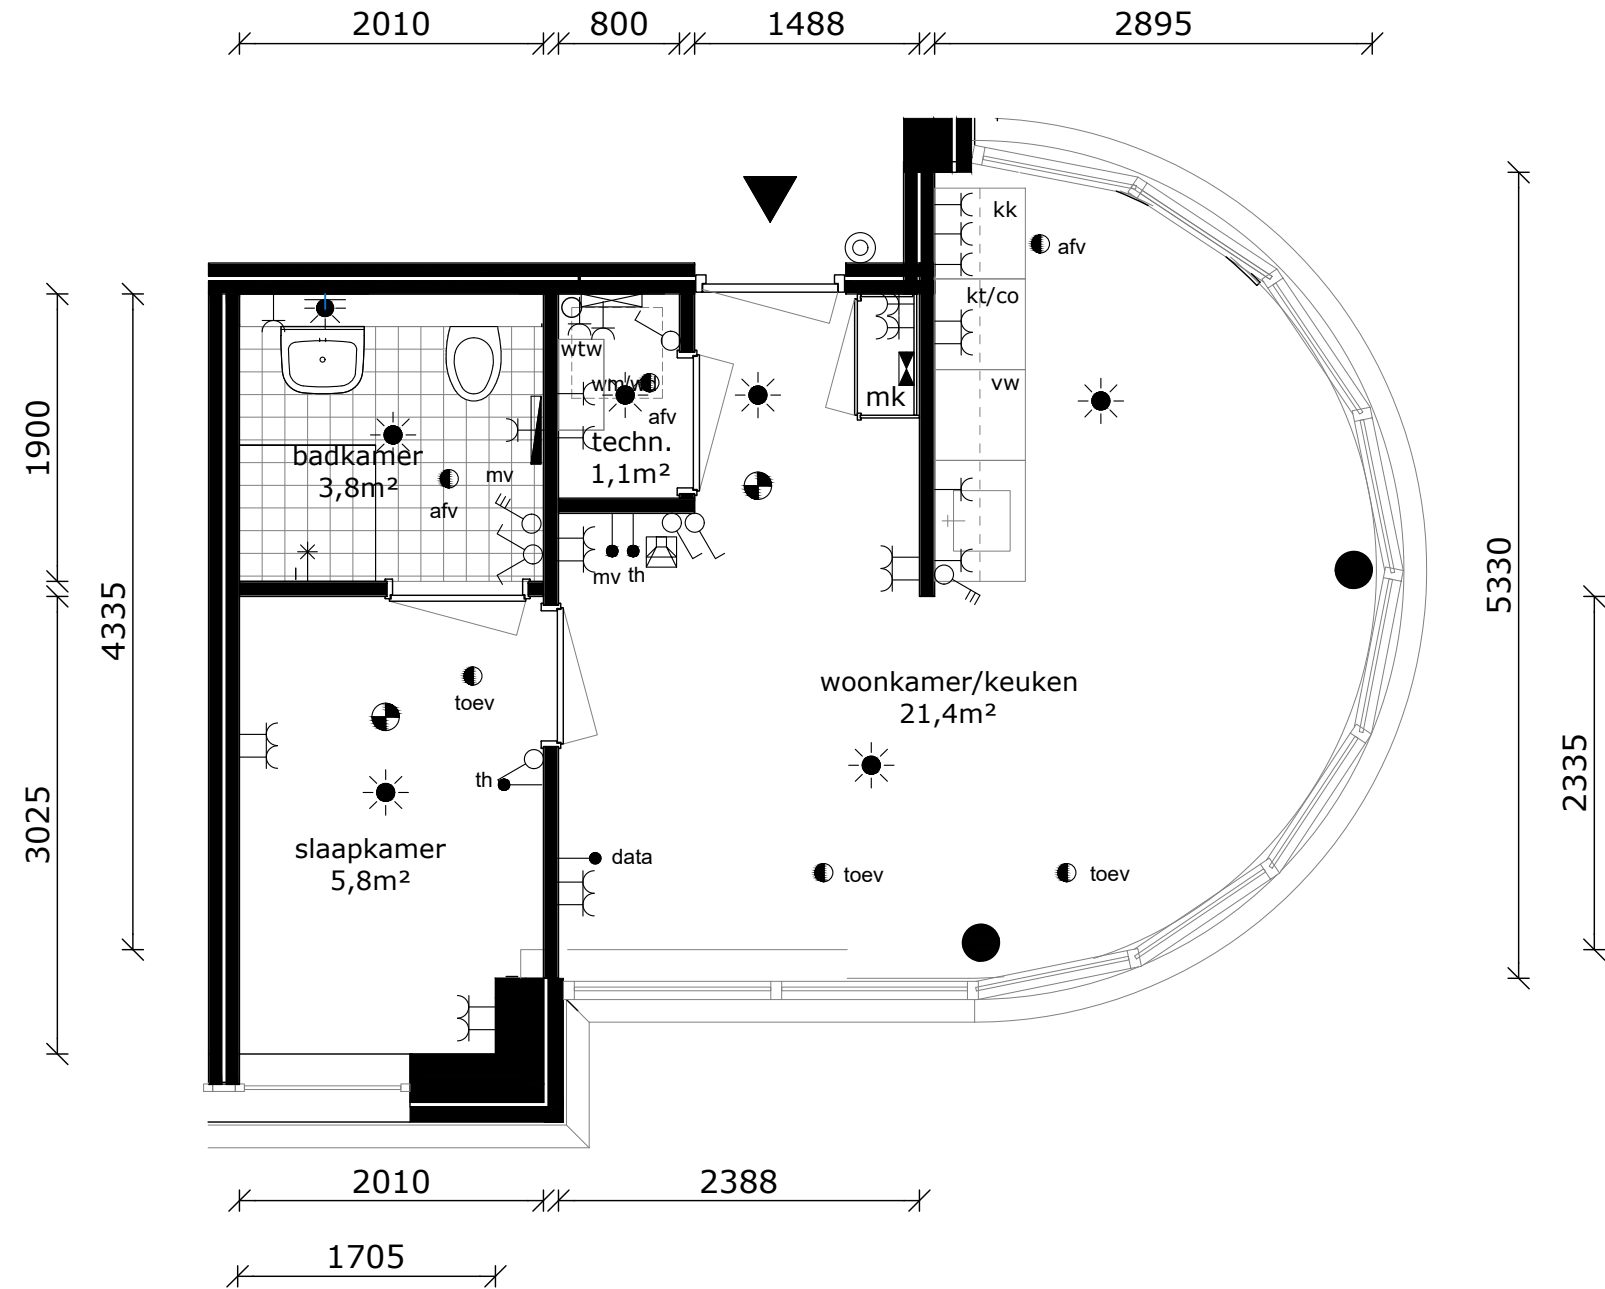 2010
800
1488
2895
kk
afv
kt/co
wtw
wm/wd
vw
mk
afv
techn.
1,1m²
badkamer
3,8m²
mv
afv
1900
4335
5330
mv
th
woonkamer/keuken
21,4m²
toev
th
2335
3025
slaapkamer
5,8m²
data
toev
toev
2010
2388
1705